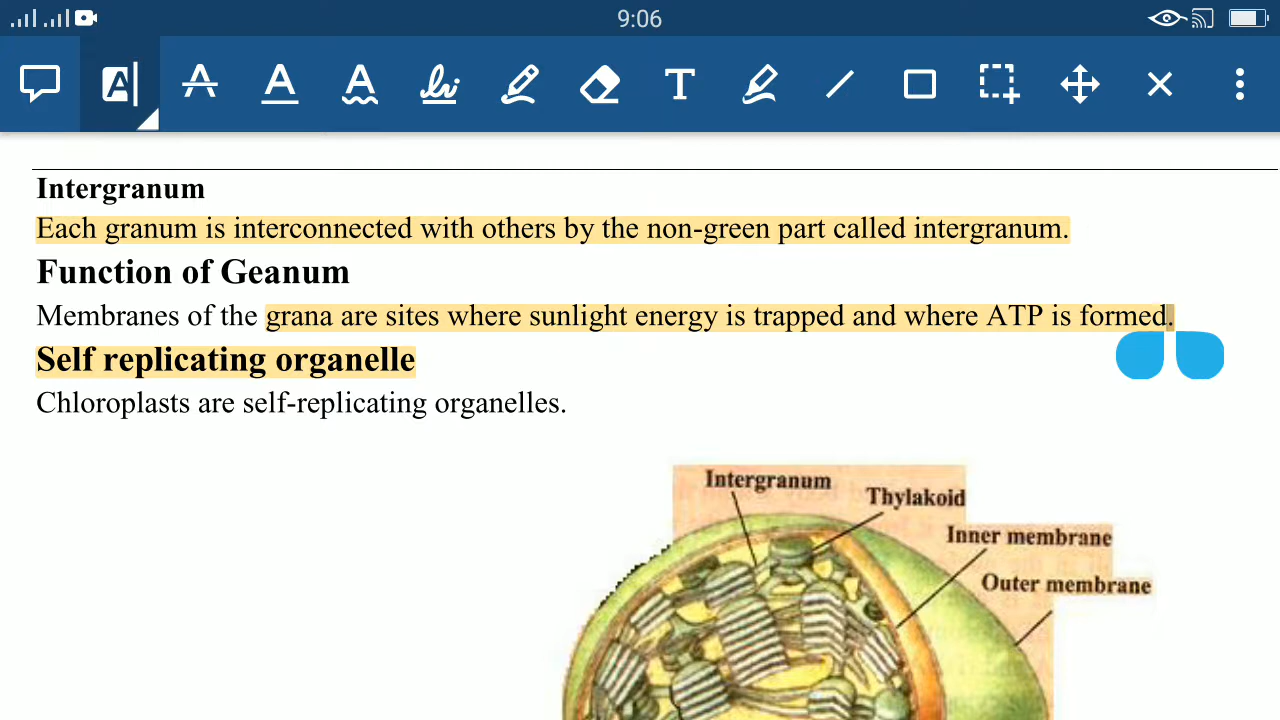 9:06
A A A A T
Intergranum
Each granum is interconnected with others by the non-green part called intergranum.
Function of Geanum
Membranes of the grana are sites where sunlight energy is trapped and where ATP is formed.
Self replicating organelle
Chloroplasts are self-replicating organelles.
Intergranum
Thylakoid
Inner membrane
Outer membrane